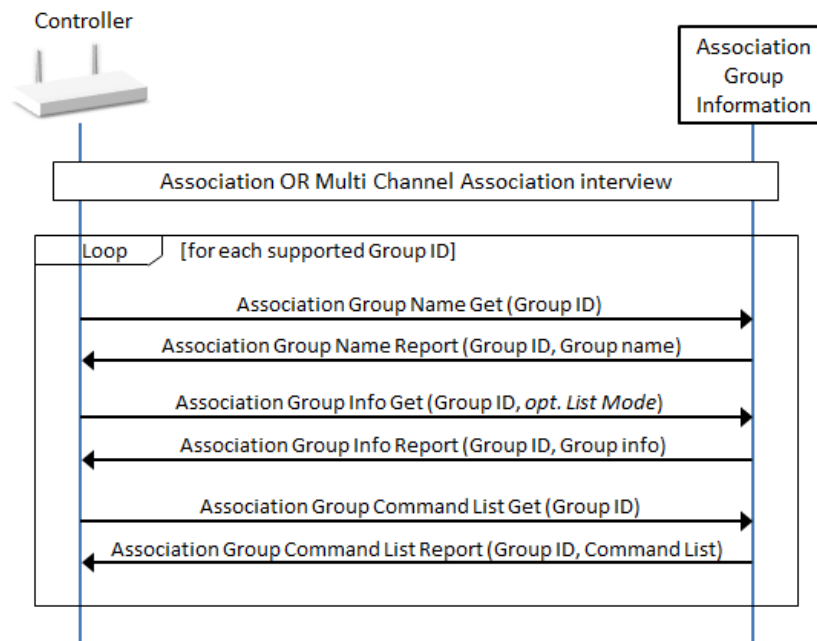 Controller
Association
Group
Information
Association OR Multi Channel Association interview
Loop [for each supported Group ID]
Association Group Name Get (Group ID)
Association Group Name Report (Group ID, Group name)
Association Group Info Get (Group ID, opt. List Mode)
Association Group Info Report (Group ID, Group info)
Association Group Command List Get (Group ID)
Association Group Command List Report (Group ID, Command List)